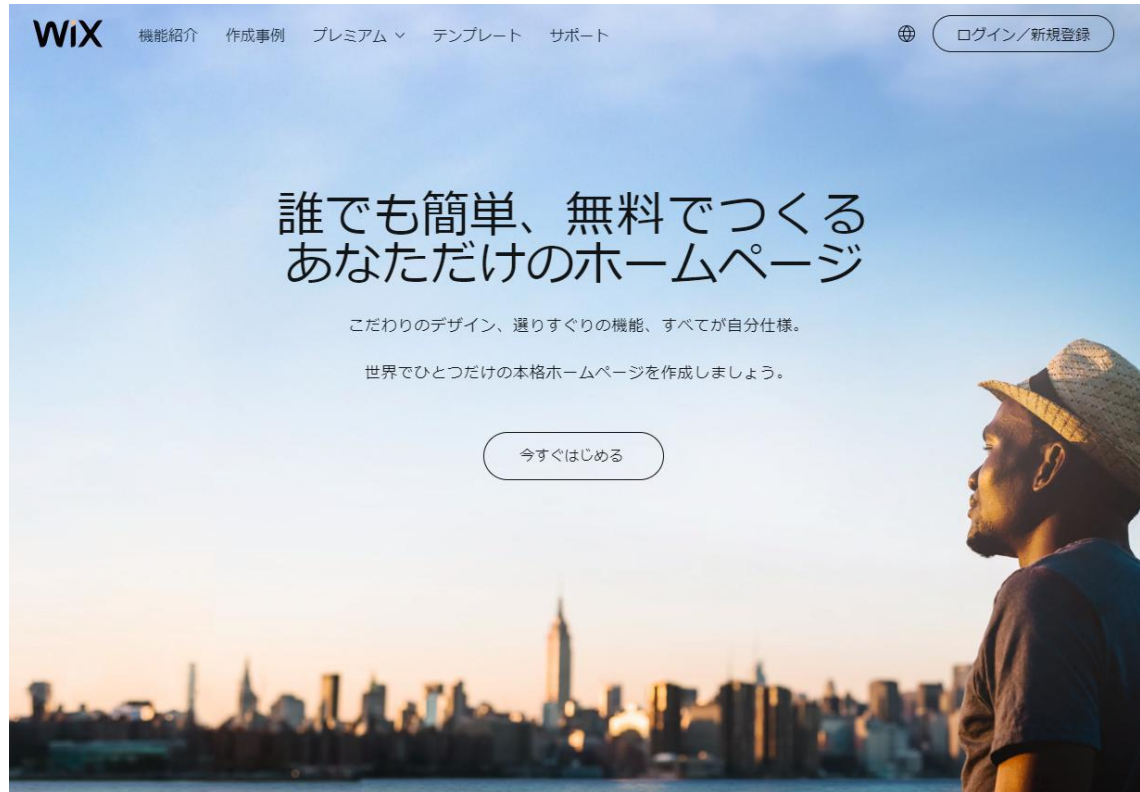 WiX 機能紹介 作成事例 プレミアム テンプレート サポート ログイン／新規登録
誰でも簡単、無料でつくる
あなただけのホームページ
こだわりのデザイン、選りすぐりの機能、すべてが自分仕様。
世界でひとつだけの本格ホームページを作成しましょう。
今すぐはじめる